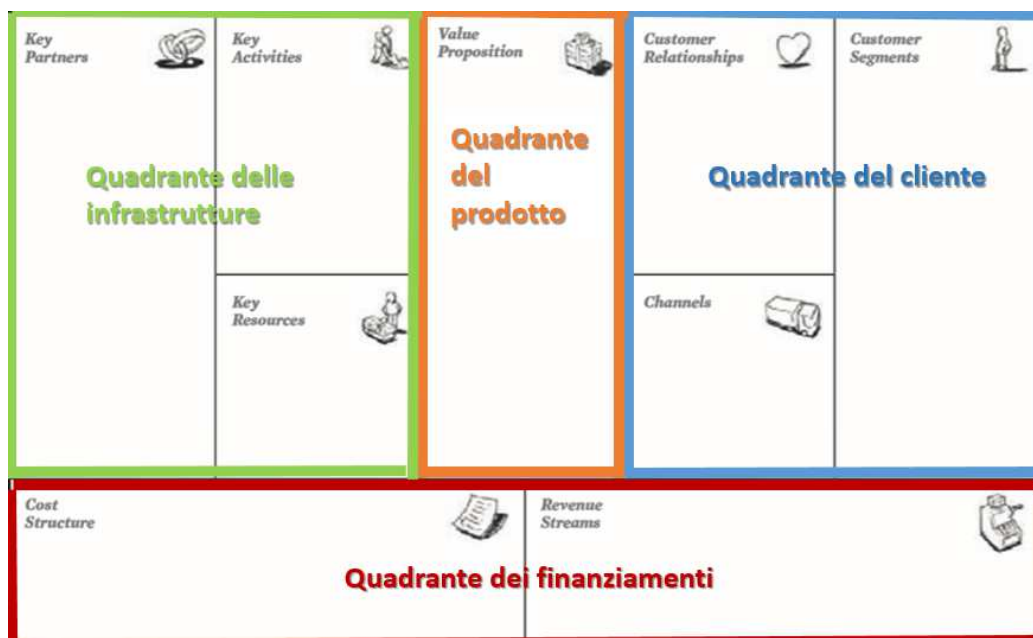 Key
Partners
Key
Activities
Value
Proposition
Customer
Relationships
Customer
Segments
Quadrante delle
infrastrutture
Quadrante
del
prodotto
Quadrante del cliente
Key
Resources
Channels
Cost
Structure
Revenue
Streams
Quadrante dei finanziamenti